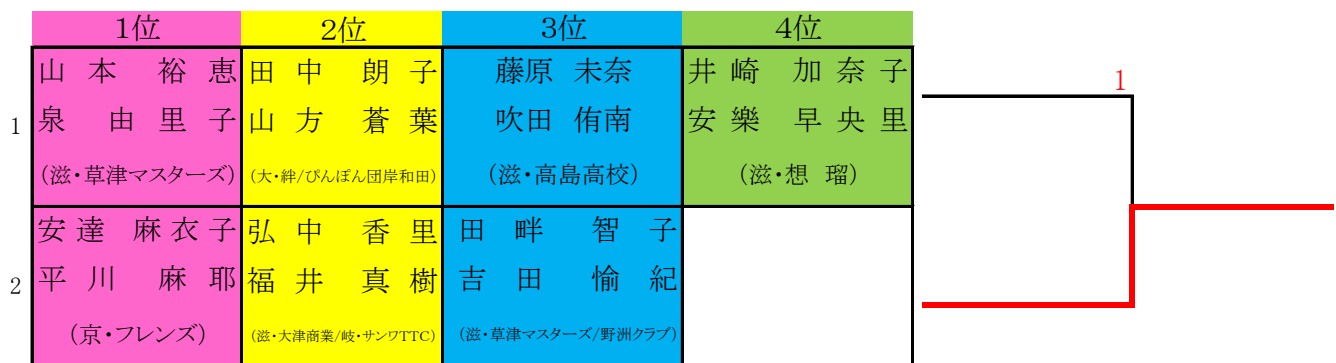 1位 2位 3位 4位
山本 裕恵 田中 朗子 藤原 未奈 井崎 加奈子
1
1 泉 由里子 山方 蒼葉 吹田 侑南 安樂 早央里
(滋・草津マスターズ) (大・絆/ぴんぽん団岸和田) (滋・高島高校) (滋・想 瑠)
安達 麻衣子 弘中 香里 田畔 智子
2 平川 麻耶 福井 真樹 吉田 愉紀
(京・フレンズ) (滋・大津商業/岐・サンワTTC) (滋・草津マスターズ/野洲クラブ)